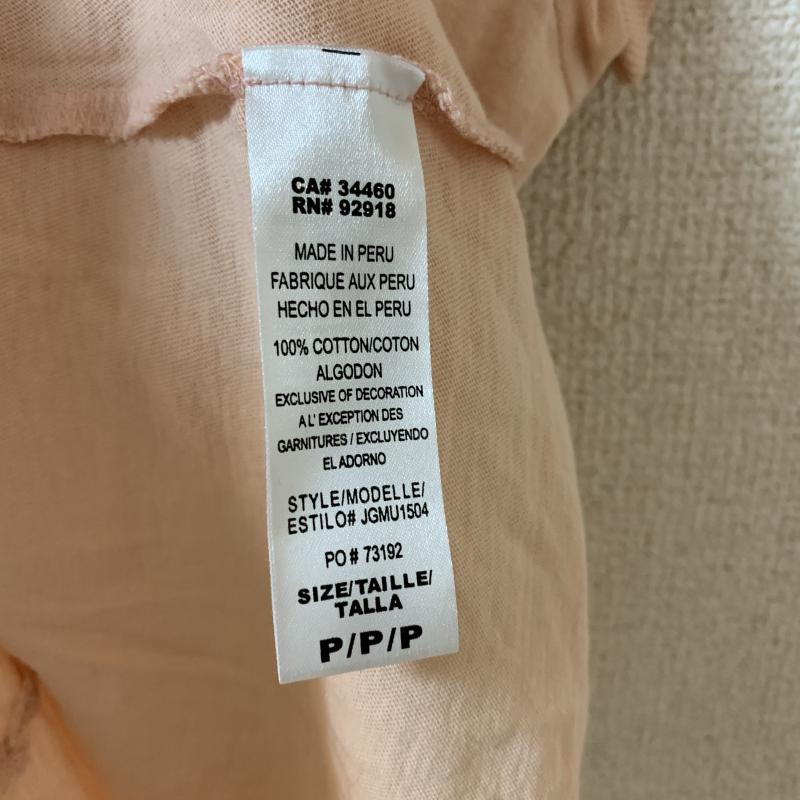 CA# 34460
RN# 92918
MADE IN PERU
FABRIQUE AUX PERU
HECHO EN EL PERU
100% COTTON/COTON
ALGODON
EXCLUSIVE OF DECORATION
A L' EXCEPTION DES
GARNITURES / EXCLUYENDO
EL ADORNO
STYLE/MODELLE/
ESTILO# JGMU1504
PO # 73192
SIZE/TAILLE/
TALLA
P/P/P